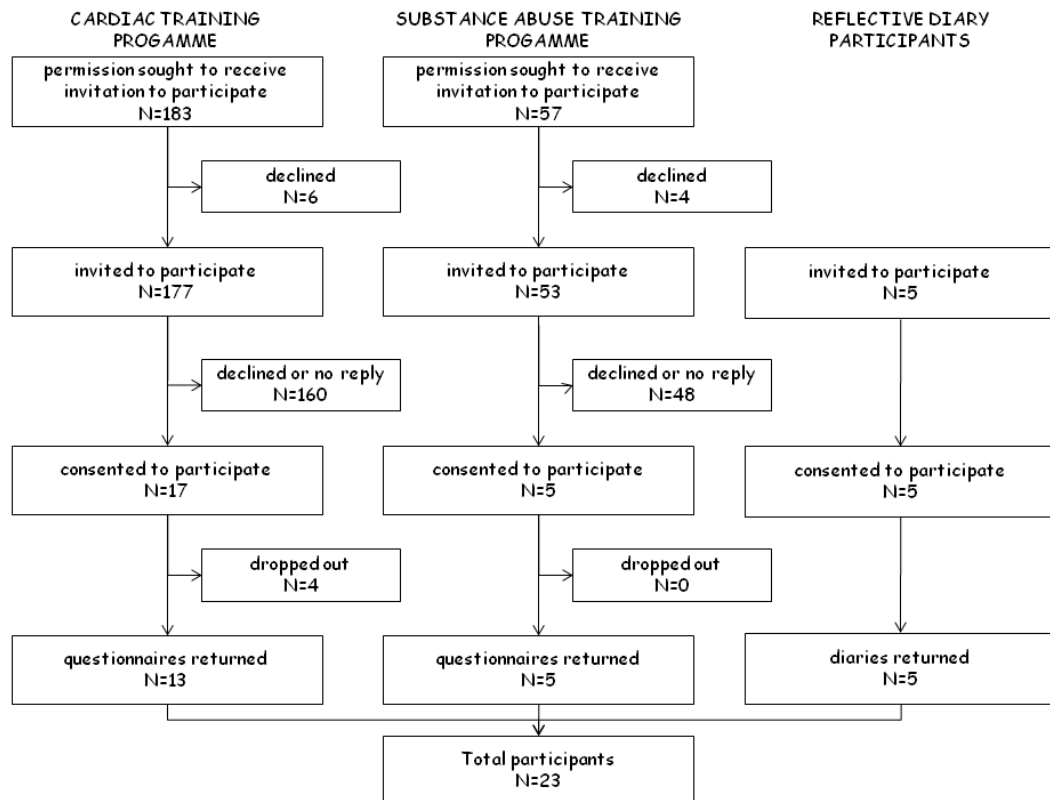 CARDIAC TRAINING
PROGAMME
SUBSTANCE ABUSE TRAINING
PROGAMME
REFLECTIVE DIARY
PARTICIPANTS
permission sought to receive
invitation to participate
N=183
permission sought to receive
invitation to participate
N=57
declined
N=6
declined
N=4
invited to participate
N=177
invited to participate
N=53
invited to participate
N=5
declined or no reply
N=160
declined or no reply
N=48
consented to participate
N=17
consented to participate
N=5
consented to participate
N=5
dropped out
N=4
dropped out
N=0
questionnaires returned
N=13
questionnaires returned
N=5
diaries returned
N=5
Total participants
N=23